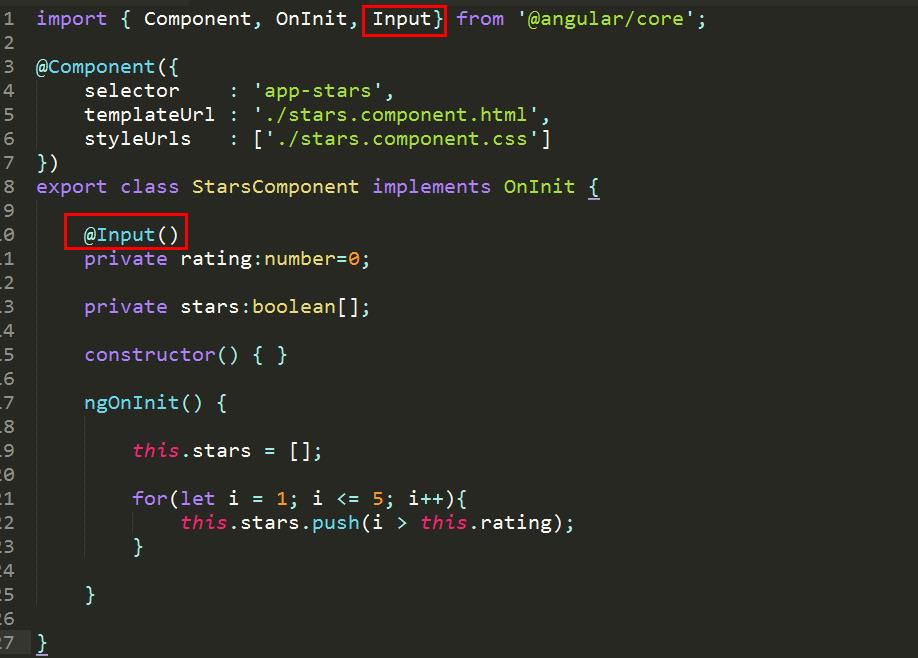 1 import { Component, OnInit, Input} from '@angular/core';
2
3 @Component({
4     selector    : 'app-stars',
5     templateUrl : './stars.component.html',
6     styleUrls   : ['./stars.component.css']
7 })
8 export class StarsComponent implements OnInit {
9
10     @Input()
11     private rating:number=0;
12
13     private stars:boolean[];
14
15     constructor() { }
16
17     ngOnInit() {
18
19         this.stars = [];
20
21         for(let i = 1; i <= 5; i++){
22             this.stars.push(i > this.rating);
23         }
24
25     }
26
27 }